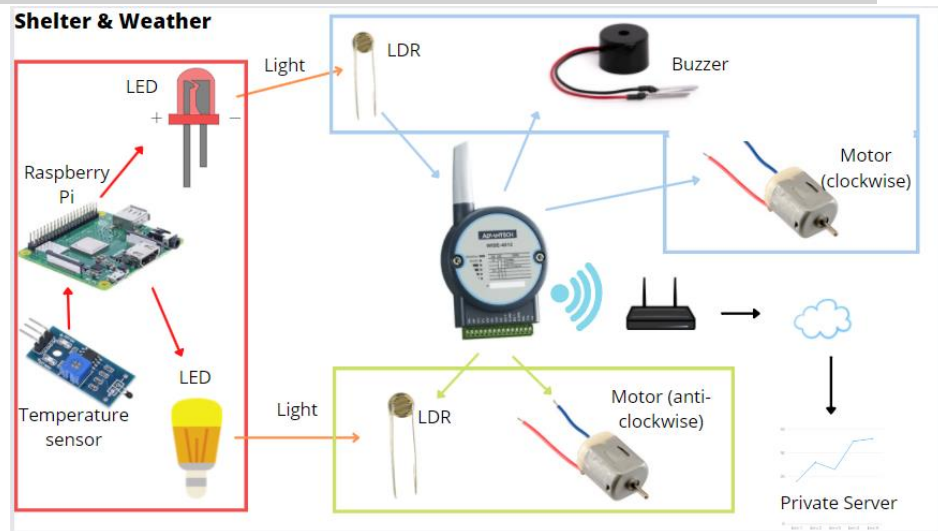 Shelter & Weather
LED
Light
LDR
Buzzer
+
−
Raspberry
Pi
Motor
(clockwise)
LED
Temperature
sensor
Light
LDR
Motor (anti-
clockwise)
Private Server